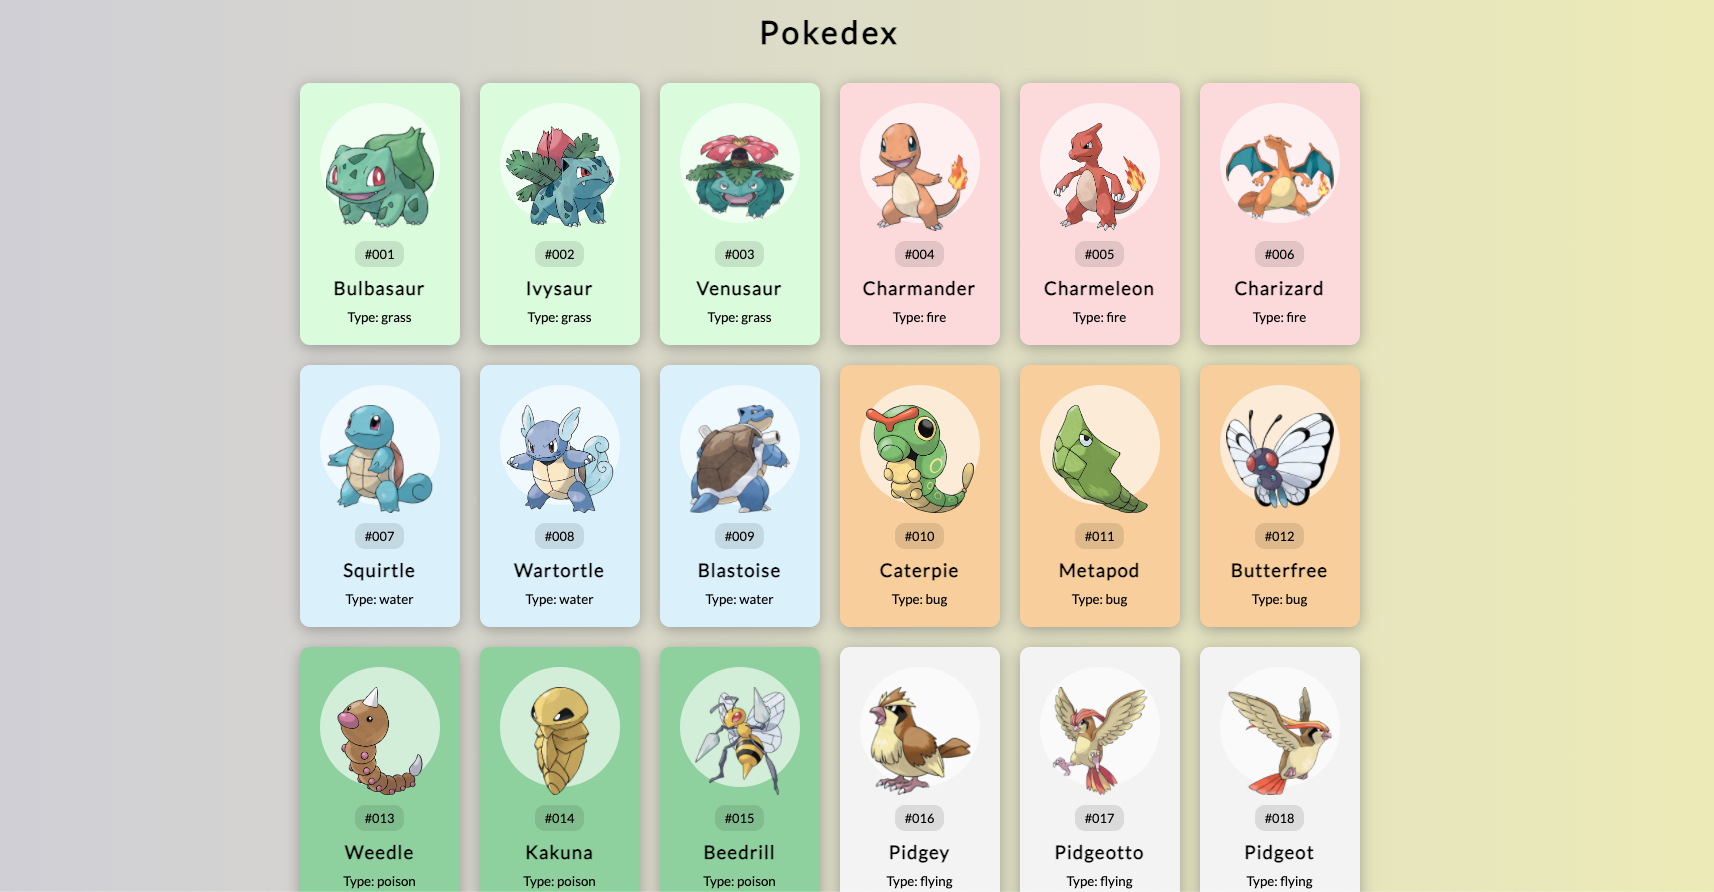 Pokedex
#001
#002
#003
#004
#005
#006
Bulbasaur
Ivysaur
Venusaur
Charmander
Charmeleon
Charizard
Type: grass
Type: grass
Type: grass
Type: fire
Type: fire
Type: fire
#007
#008
#009
#010
#011
#012
Squirtle
Wartortle
Blastoise
Caterpie
Metapod
Butterfree
Type: water
Type: water
Type: water
Type: bug
Type: bug
Type: bug
#013
#014
#015
#016
#017
#018
Weedle
Kakuna
Beedrill
Pidgey
Pidgeotto
Pidgeot
Type: poison
Type: poison
Type: poison
Type: flying
Type: flying
Type: flying